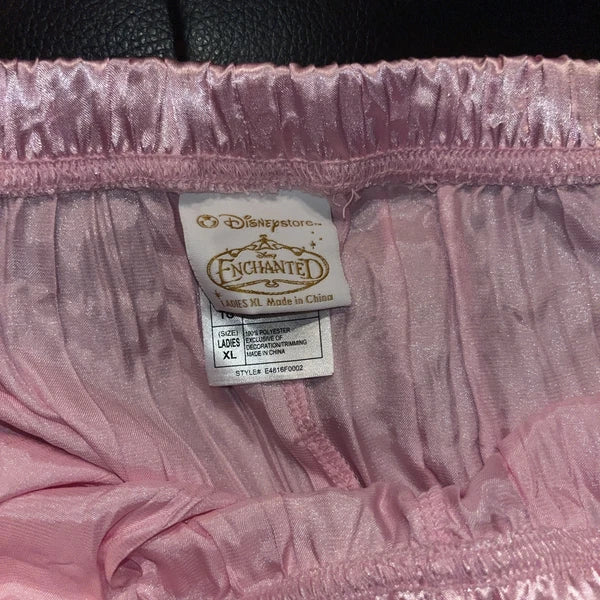 DISNEYstore™
Disney
ENCHANTED
LADIES XL Made in China
(SIZE)
LADIES
XL
100% POLYESTER
EXCLUSIVE OF
DECORATION/TRIMMING
MADE IN CHINA
STYLE# E4816F0002